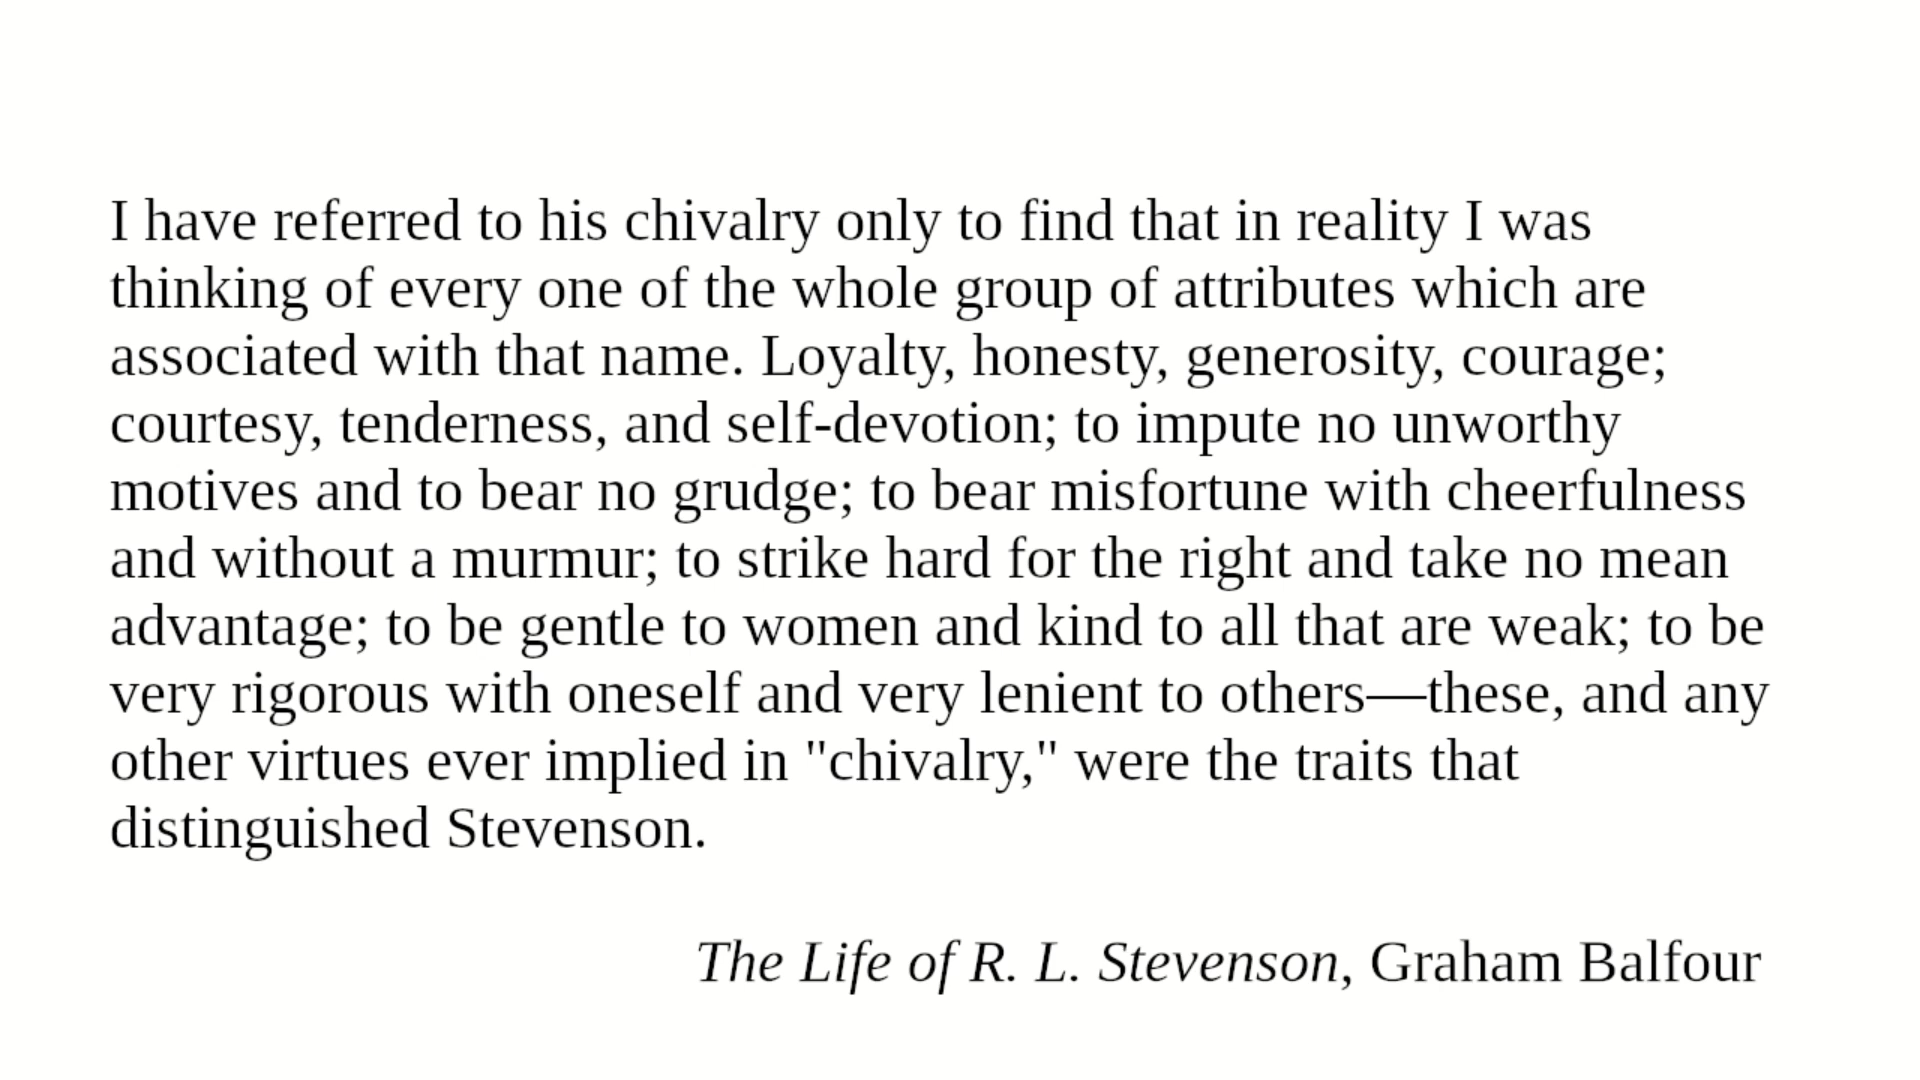 I have referred to his chivalry only to find that in reality I was
thinking of every one of the whole group of attributes which are
associated with that name. Loyalty, honesty, generosity, courage;
courtesy, tenderness, and self-devotion; to impute no unworthy
motives and to bear no grudge; to bear misfortune with cheerfulness
and without a murmur; to strike hard for the right and take no mean
advantage; to be gentle to women and kind to all that are weak; to be
very rigorous with oneself and very lenient to others—these, and any
other virtues ever implied in "chivalry," were the traits that
distinguished Stevenson.
The Life of R. L. Stevenson, Graham Balfour